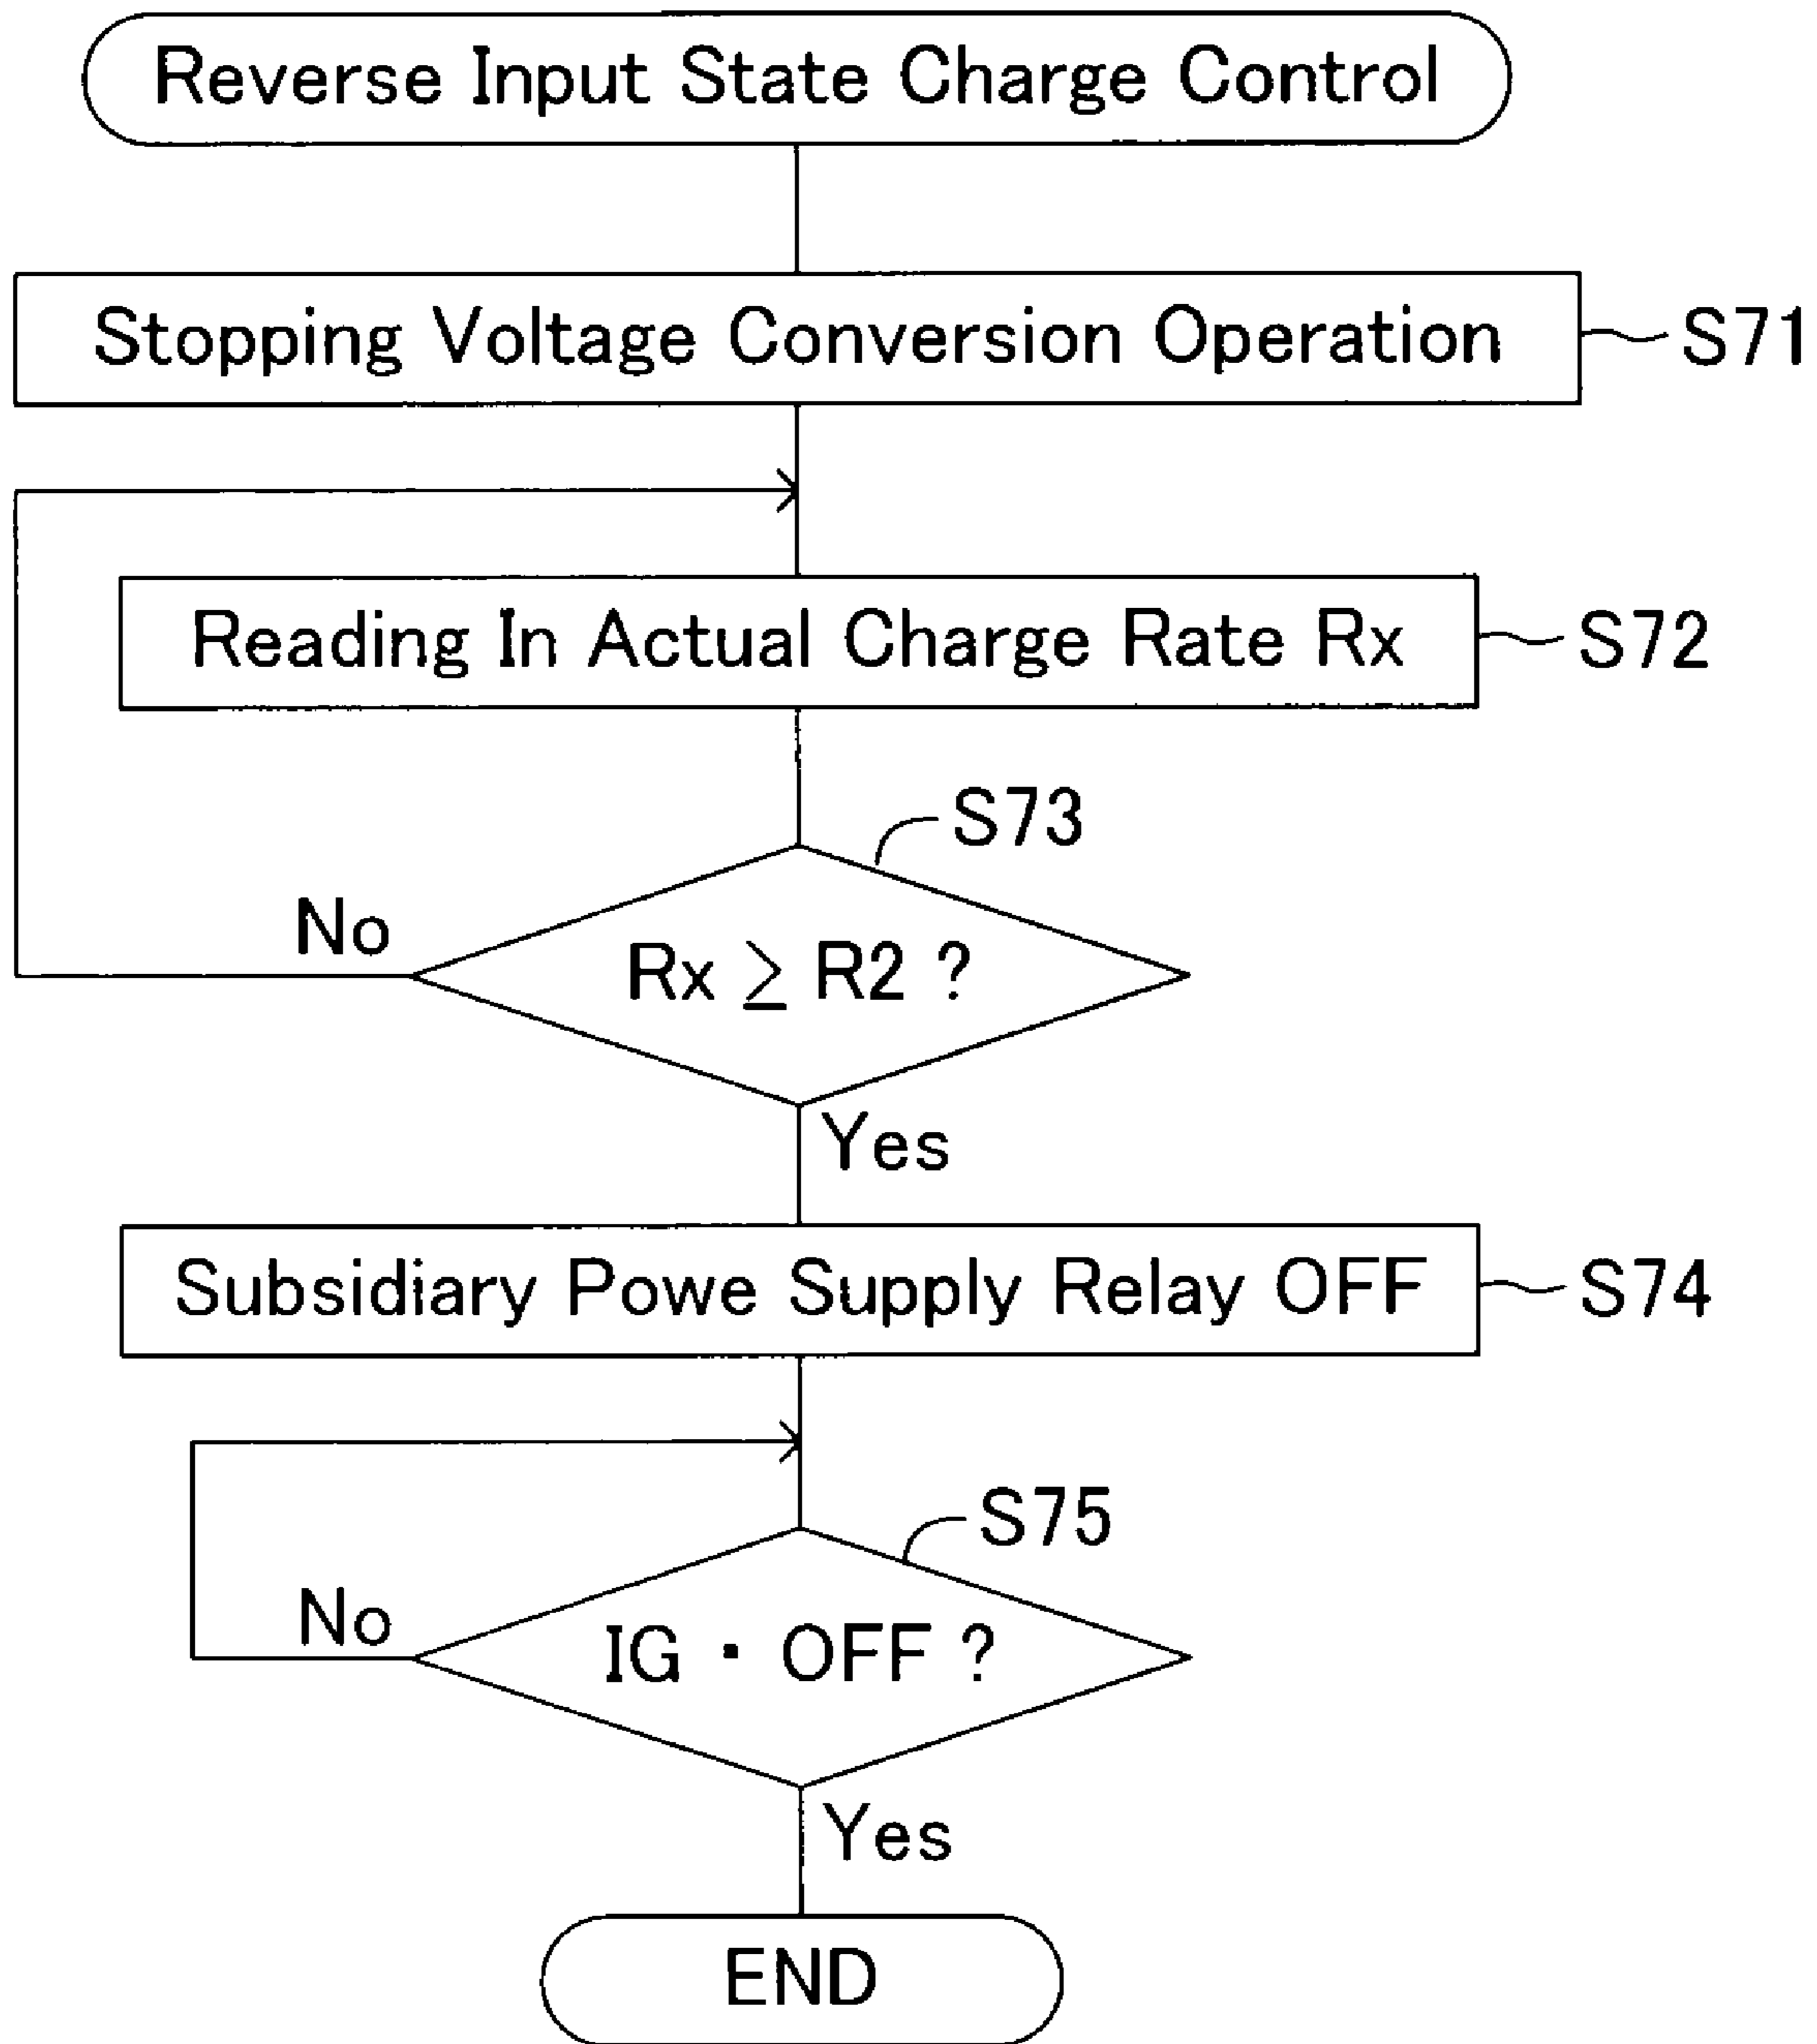 Reverse Input State Charge Control
Stopping Voltage Conversion Operation
S71
Reading In Actual Charge Rate Rx
S72
S73
No
Rx ≥ R2 ?
Yes
Subsidiary Powe Supply Relay OFF
S74
S75
No
IG ・ OFF ?
Yes
END